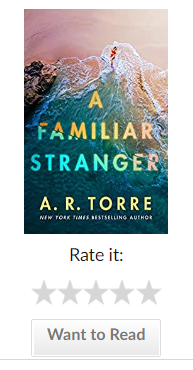 A
FAMILIAR
STRANGER
A. R. TORRE
NEW YORK TIMES BESTSELLING AUTHOR
Rate it:
Want to Read